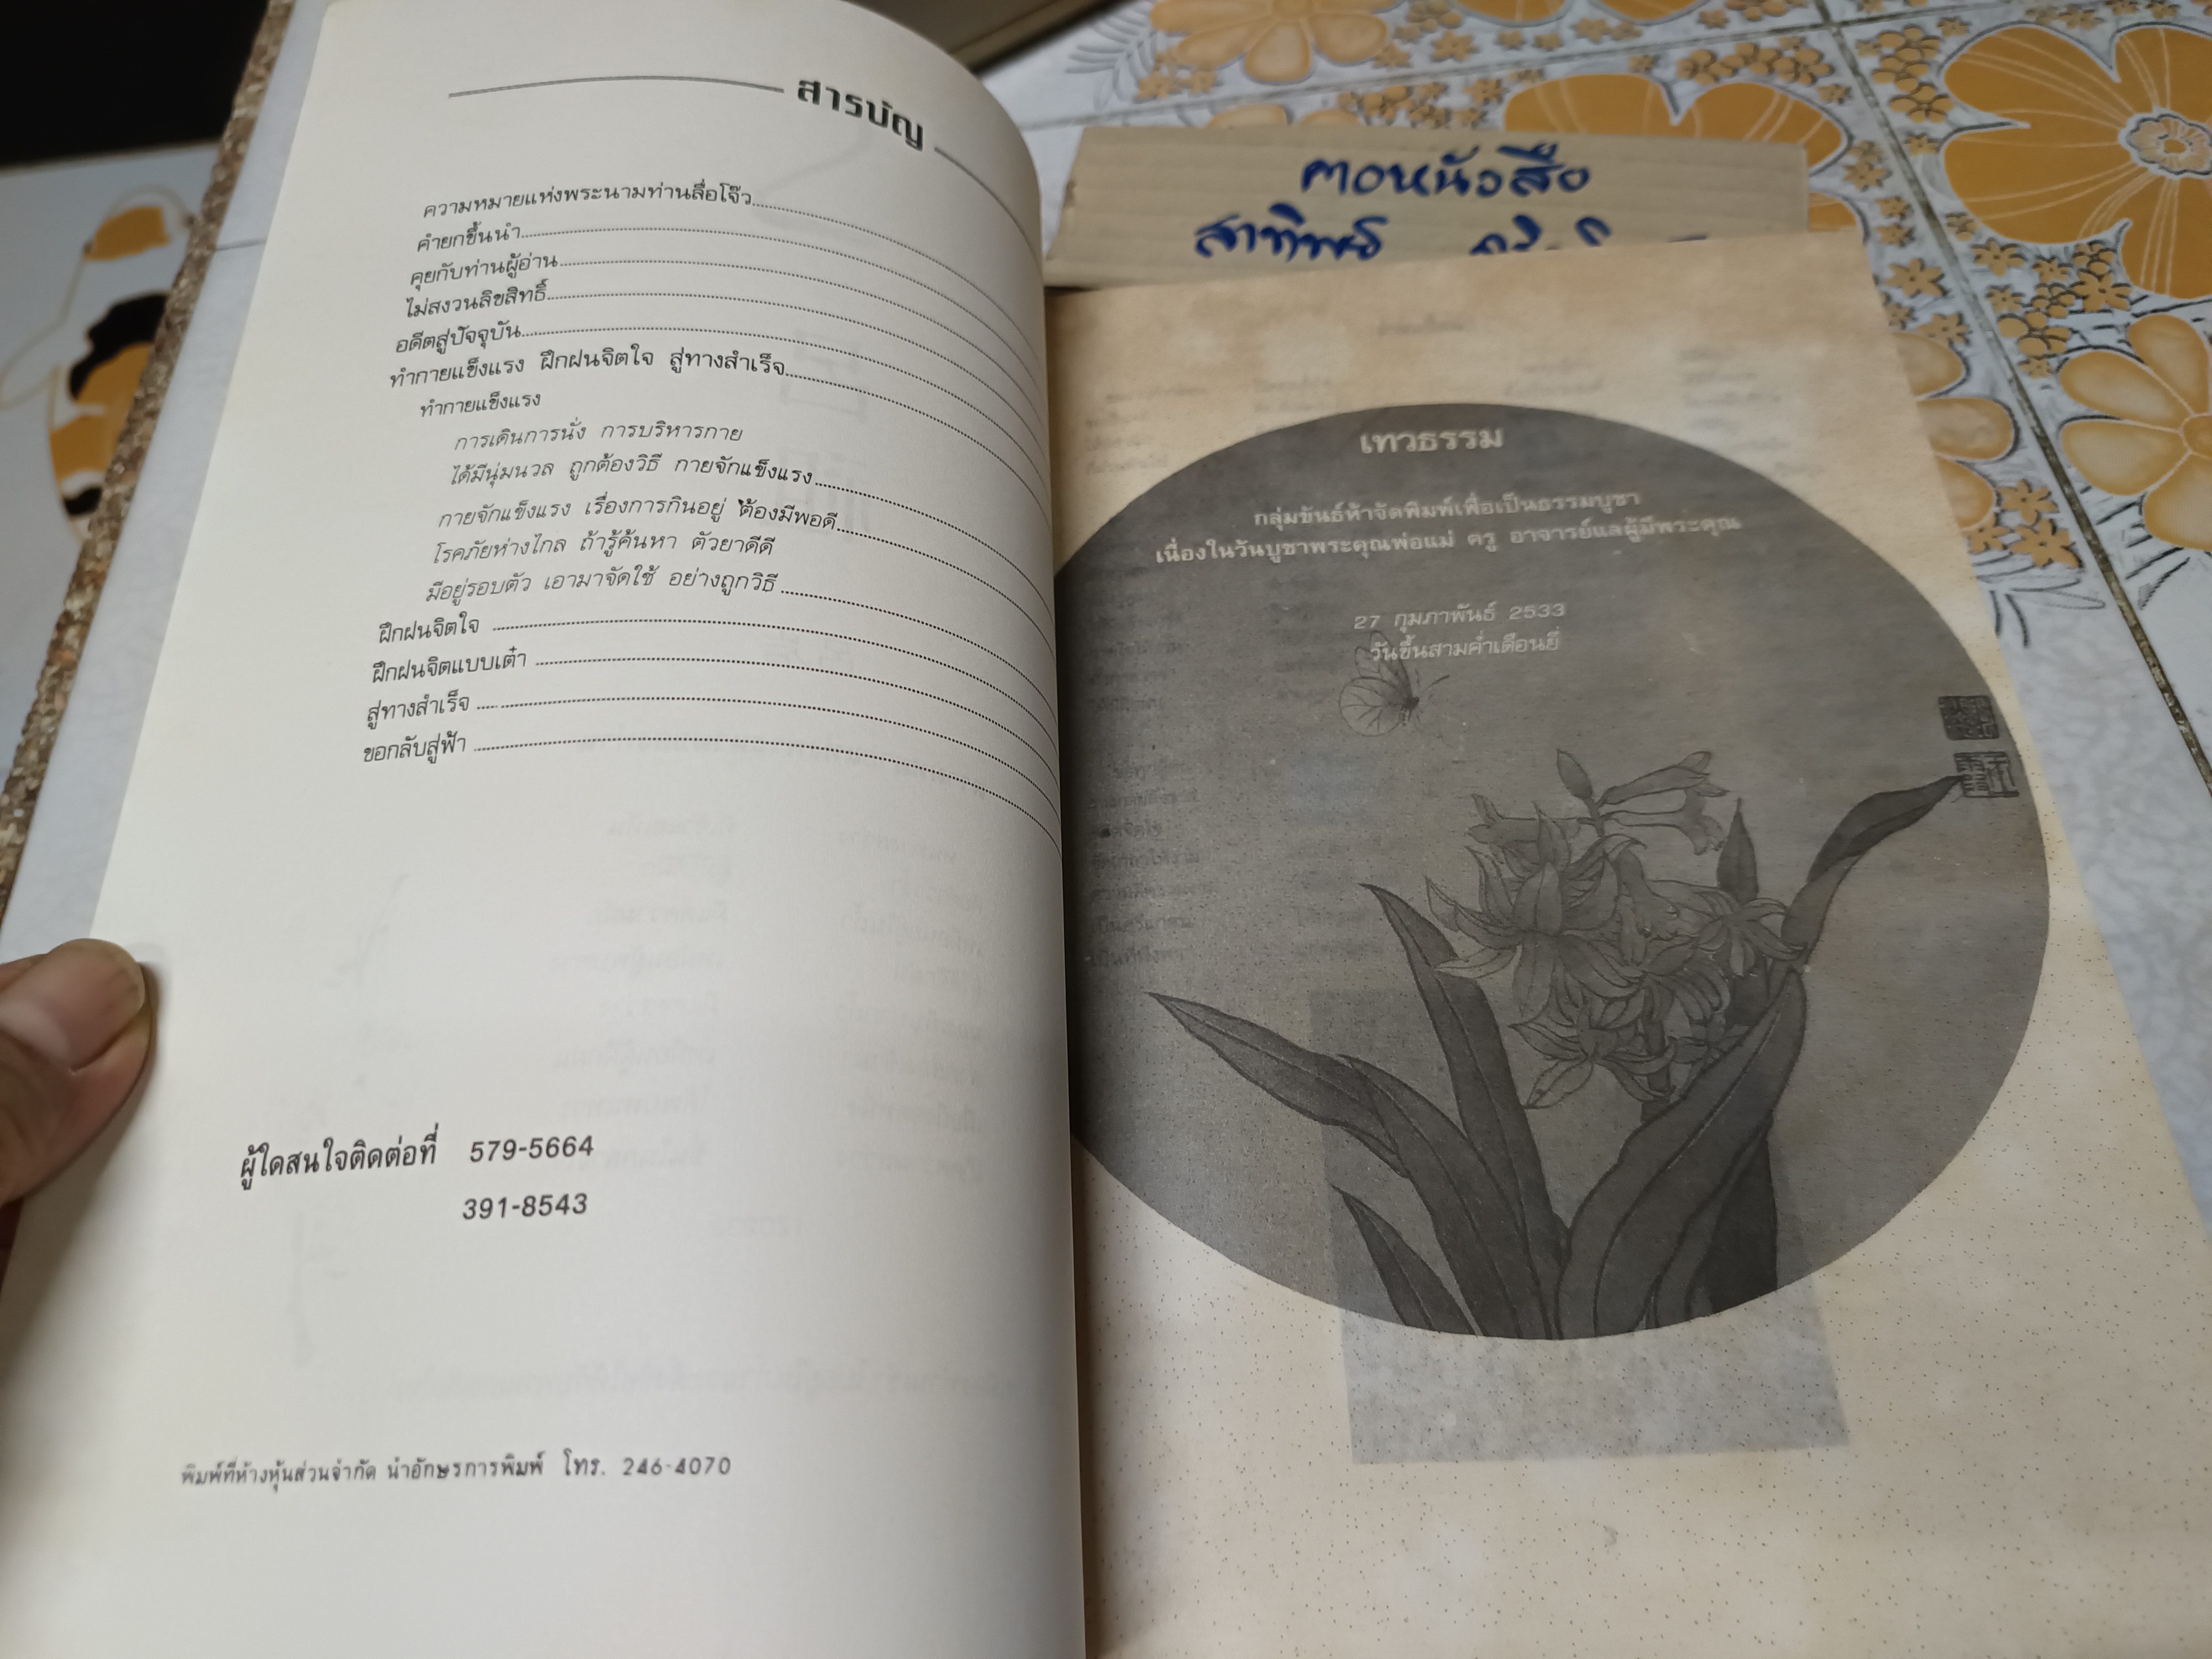 สารบัญ
ความหมายแห่งพระนามท่านลื่อโจ๊ว
คำยกขึ้นนำ
คุยกับท่านผู้อ่าน
ไม่สงวนลิขสิทธิ์
อดีตสู่ปัจจุบัน
ทำกายแข็งแรง ฝึกฝนจิตใจ สู่ทางสำเร็จ
ทำกายแข็งแรง
การเดินการนั่ง การบริหารกาย
ได้มีนุ่มนวล ถูกต้องวิธี กายจักแข็งแรง
กายจักแข็งแรง เรื่องการกินอยู่ ต้องมีพอดี
โรคภัยห่างไกล ถ้ารู้ค้นหา ตัวยาดีดี
มีอยู่รอบตัว เอามาจัดใช้ อย่างถูกวิธี
ฝึกฝนจิตใจ
ฝึกฝนจิตแบบเต๋า
สู่ทางสำเร็จ
ขอกลับสู่ฟ้า
ผู้ใดสนใจติดต่อที่ 579-5664
391-8543
พิมพ์ที่ห้างหุ้นส่วนจำกัด นำอักษรการพิมพ์ โทร. 246-4070
ฅอหนังสือ
สาทิพย์
เทวธรรม
กลุ่มขันธ์ห้าจัดพิมพ์เพื่อเป็นธรรมบูชา
เนื่องในวันบูชาพระคุณพ่อแม่ ครู อาจารย์แลผู้มีพระคุณ
27 กุมภาพันธ์ 2533
วันขึ้นสามค่ำเดือนยี่